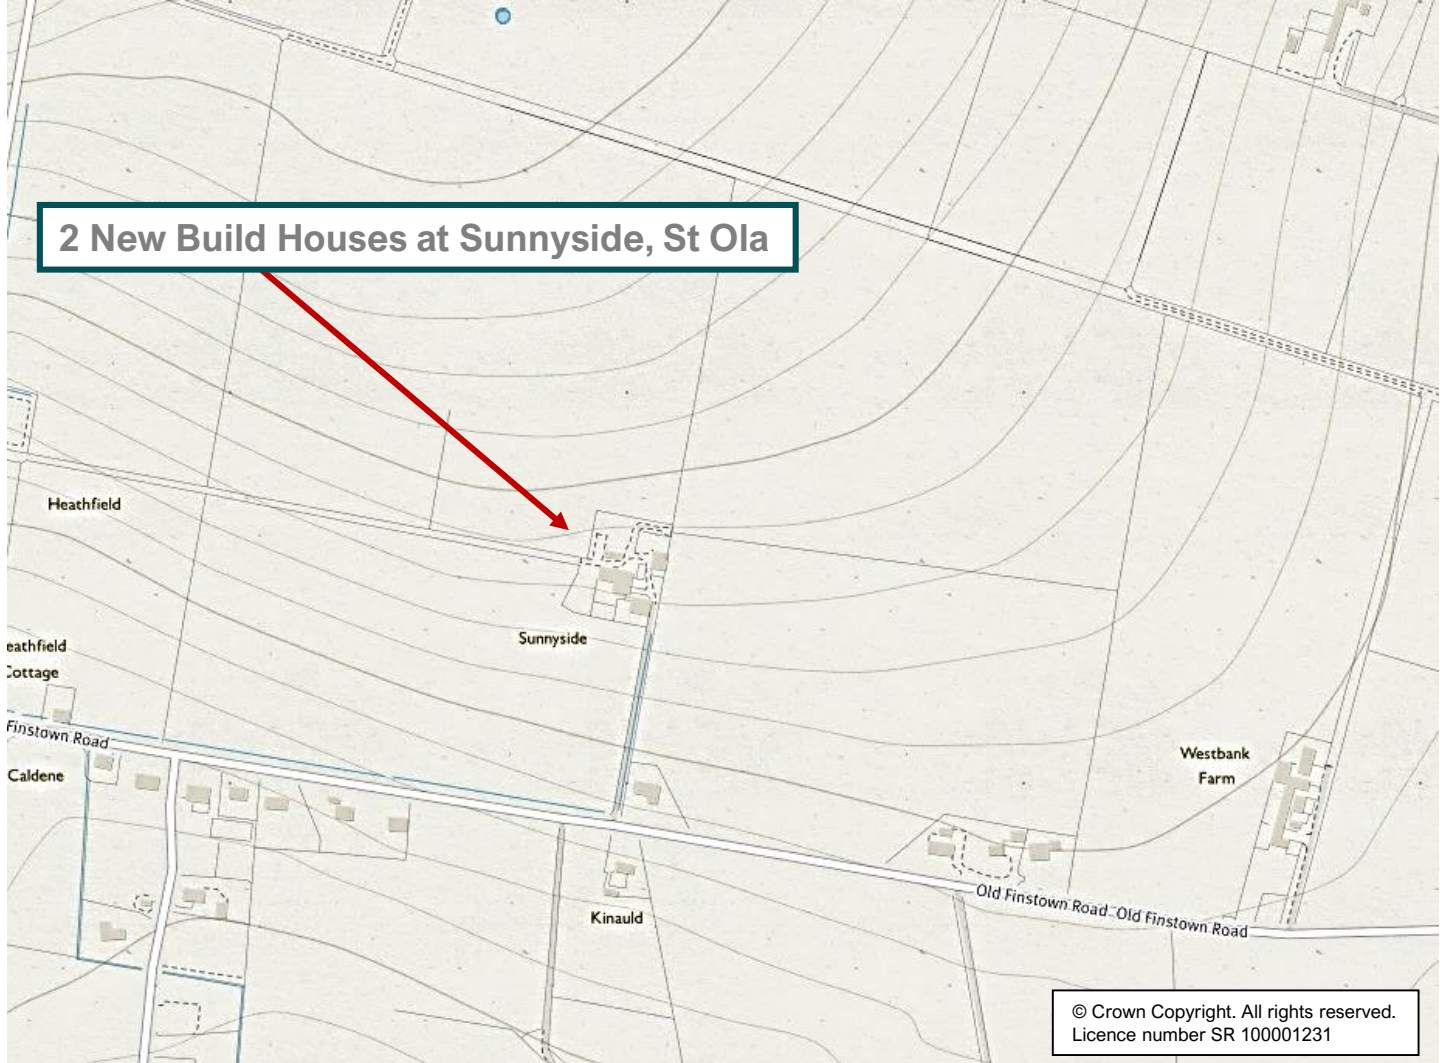 2 New Build Houses at Sunnyside, St Ola
Heathfield
Sunnyside
eathfield
Cottage
Finstown Road
Caldene
Westbank
Farm
Kinauld
Old Finstown Road
Old Finstown Road
© Crown Copyright. All rights reserved.
Licence number SR 100001231